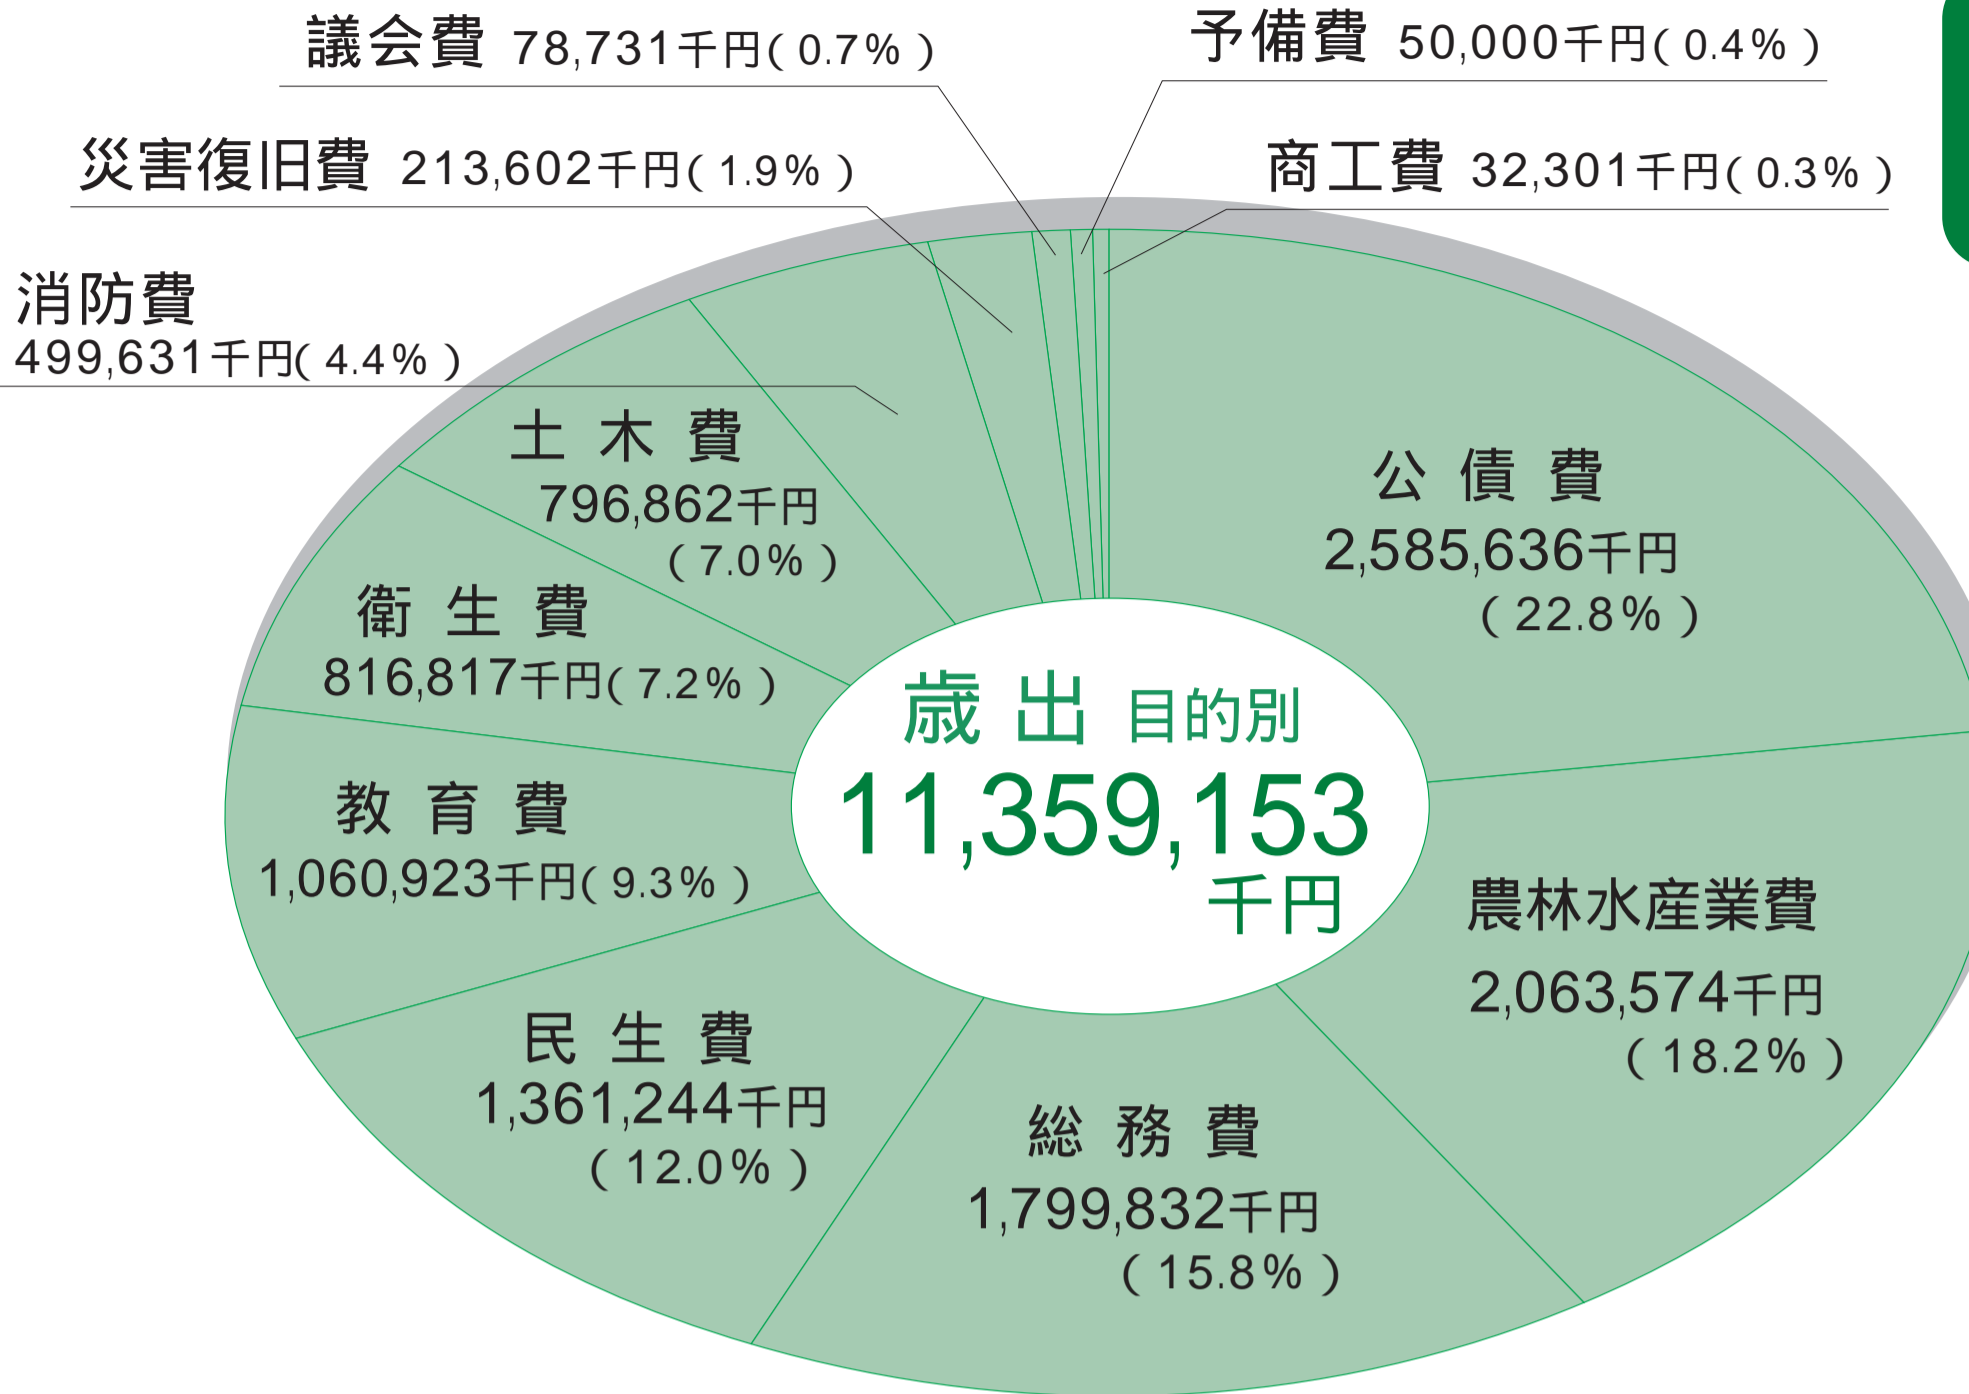 議会費 78,731千円(0.7%)
予備費 50,000千円(0.4%)
災害復旧費 213,602千円(1.9%)
商工費 32,301千円(0.3%)
消防費
499,631千円(4.4%)
土木費
796,862千円
(7.0%)
公債費
2,585,636千円
(22.8%)
衛生費
816,817千円(7.2%)
歳出 目的別
11,359,153
千円
教育費
1,060,923千円(9.3%)
農林水産業費
2,063,574千円
(18.2%)
民生費
1,361,244千円
(12.0%)
総務費
1,799,832千円
(15.8%)